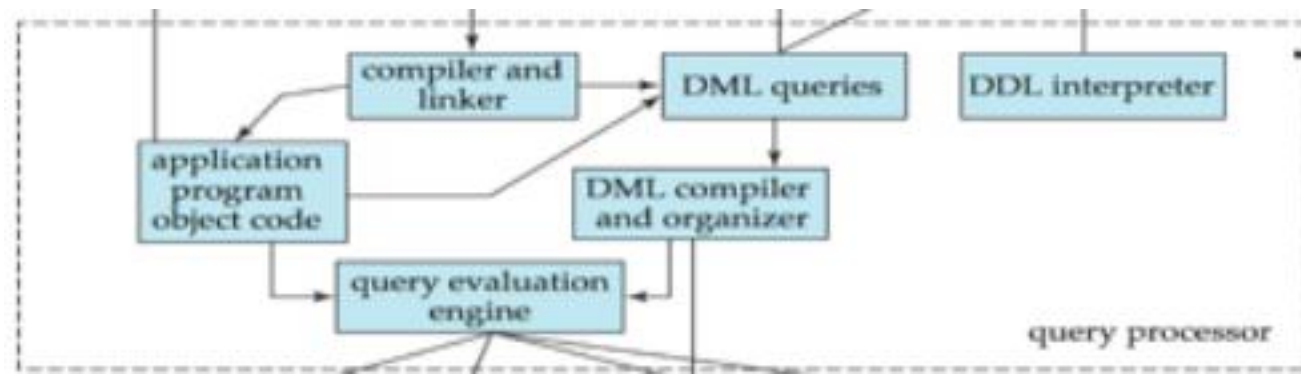 compiler and
linker
DML queries
DDL interpreter
application
program
object code
DML compiler
and organizer
query evaluation
engine
query processor